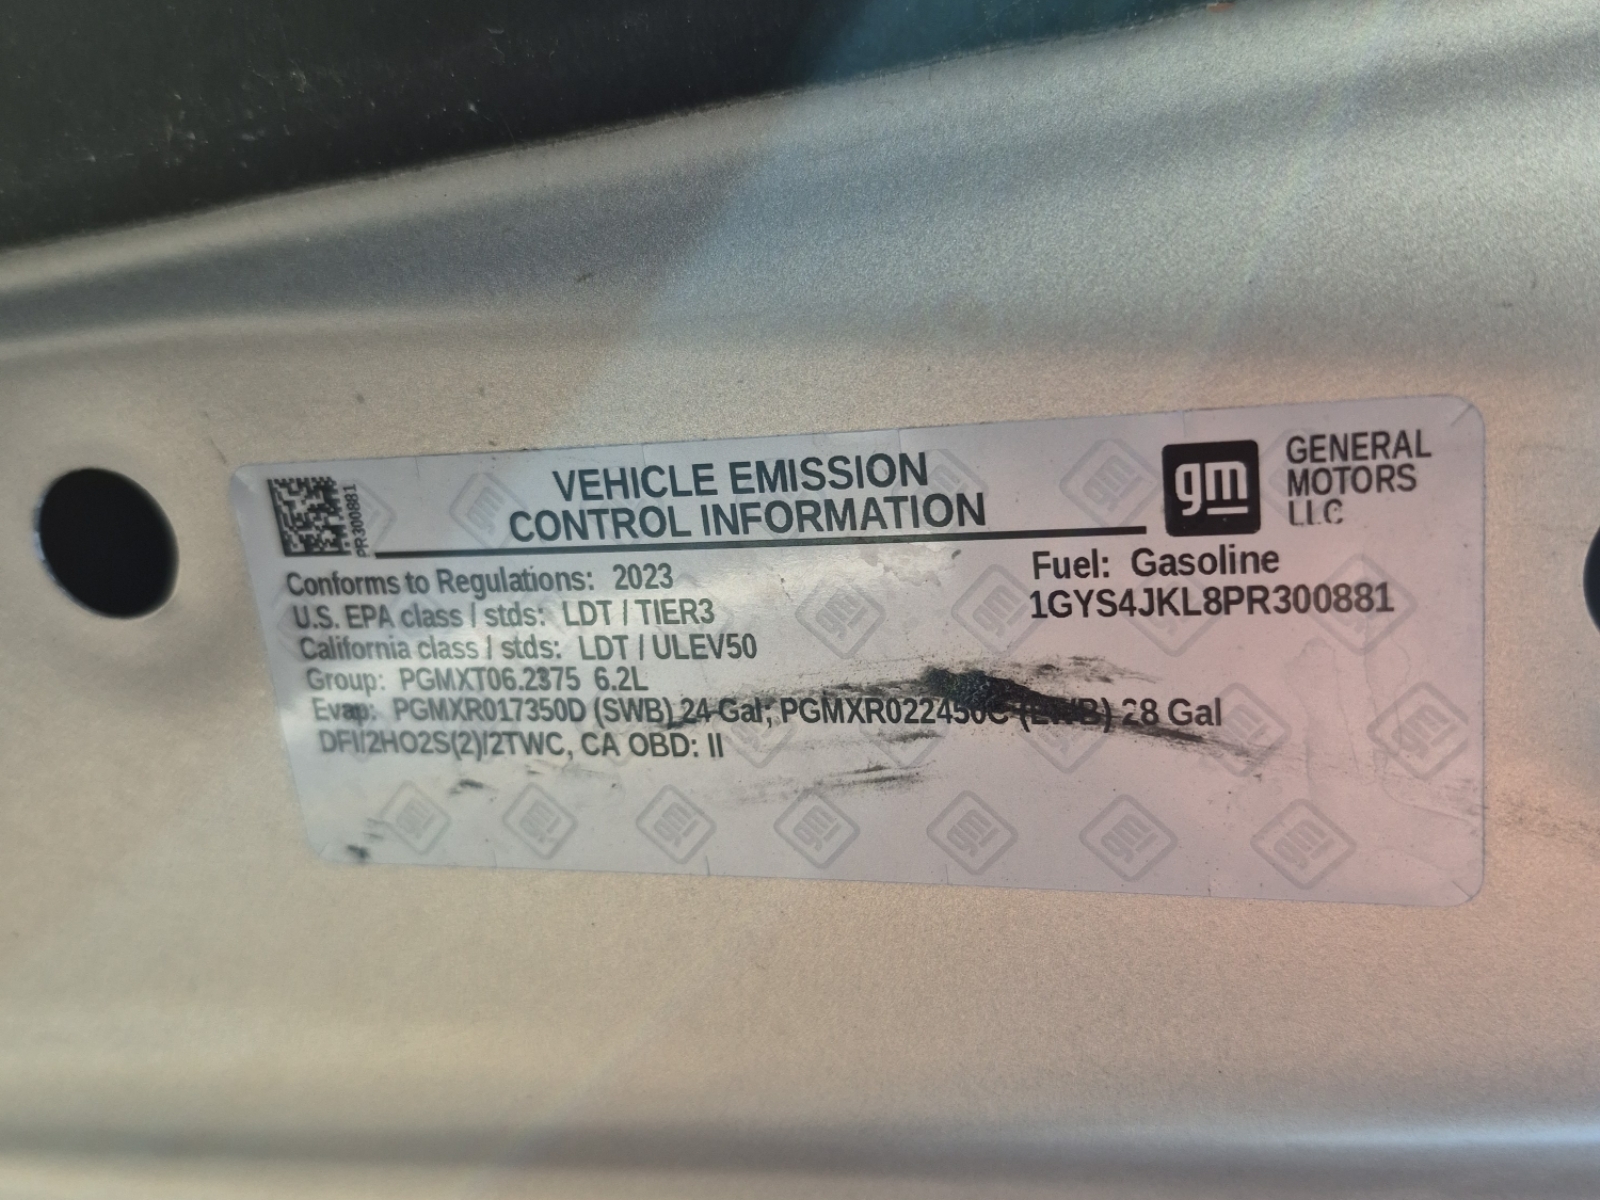 PR300881
VEHICLE EMISSION
CONTROL INFORMATION
gm
GENERAL
MOTORS
LLC
Conforms to Regulations: 2023
U.S. EPA class / stds: LDT / TIER3
California class / stds: LDT / ULEV50
Group: PGMXT06.2375 6.2L
Evap: PGMXR017350D (SWB) 24 Gal; (LWB) 28 Gal
DFI/2HO2S(2)/2TWC, CA OBD: II
Fuel: Gasoline
1GYS4JKL8PR300881